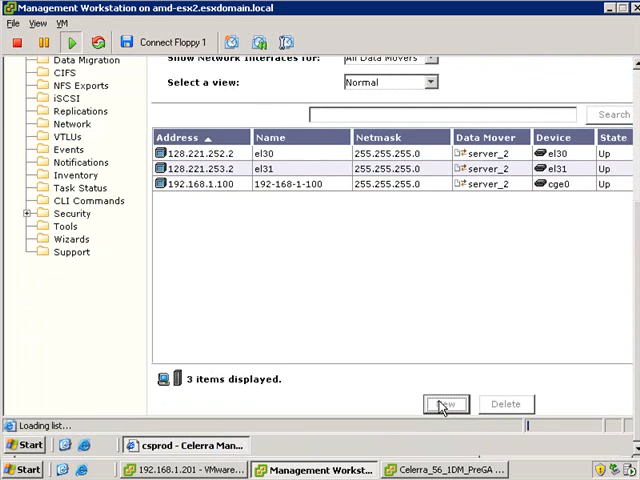 Management Workstation on amd-esx2.esxdomain.local
File View VM
Connect Floppy 1
Data Migration
CIFS
NFS Exports
iSCSI
Replications
Network
VTLUs
Events
Notifications
Inventory
Task Status
CLI Commands
Security
Tools
Wizards
Support
Show Network Interfaces for: All Data Movers
Select a view: Normal
Search
Address Name Netmask Data Mover Device State
128.221.252.2 el30 255.255.255.0 server_2 el30 Up
128.221.253.2 el31 255.255.255.0 server_2 el31 Up
192.168.1.100 192-168-1-100 255.255.255.0 server_2 cge0 Up
3 items displayed.
New Delete
Loading list...
Start csprod - Celerra Man...
Start 192.168.1.201 - VMware... Management Workst... Celerra_56_1DM_PreGA ...